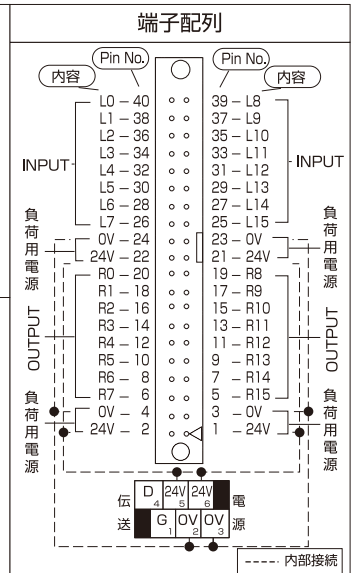 端子配列
Pin No. Pin No.
内容 内容
L0 - 40 39 - L8
L1 - 38 37 - L9
L2 - 36 35 - L10
L3 - 34 33 - L11
INPUT L4 - 32 31 - L12 INPUT
L5 - 30 29 - L13
L6 - 28 27 - L14
L7 - 26 25 - L15
負荷用電源 0V - 24 23 - 0V 負荷用電源
24V - 22 21 - 24V
R0 - 20 19 - R8
R1 - 18 17 - R9
R2 - 16 15 - R10
OUTPUT R3 - 14 13 - R11 OUTPUT
R4 - 12 11 - R12
R5 - 10 9 - R13
R6 - 8 7 - R14
R7 - 6 5 - R15
負荷用電源 0V - 4 3 - 0V 負荷用電源
24V - 2 1 - 24V
伝送 D 4 24V 5 24V 6 電源
G 1 0V 2 0V 3
内部接続